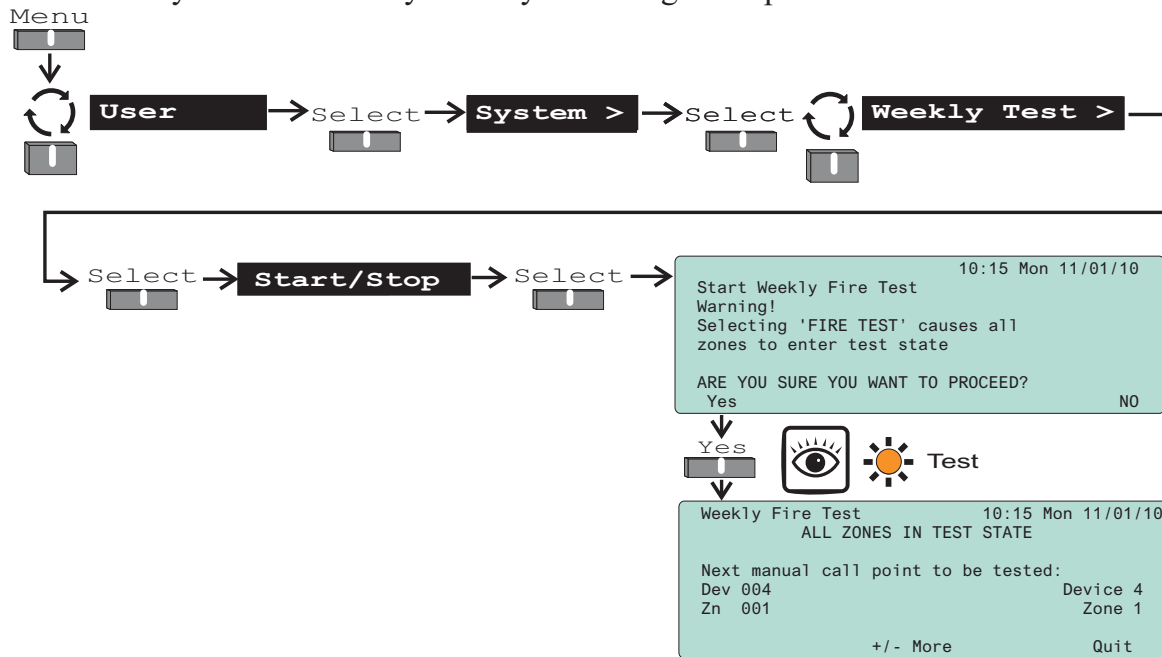 Menu
User
Select
System >
Select
Weekly Test >
Select
Start/Stop
Select
10:15 Mon 11/01/10
Start Weekly Fire Test
Warning!
Selecting 'FIRE TEST' causes all
zones to enter test state
ARE YOU SURE YOU WANT TO PROCEED?
Yes NO
Yes
Test
Weekly Fire Test 10:15 Mon 11/01/10
ALL ZONES IN TEST STATE
Next manual call point to be tested:
Dev 004 Device 4
Zn 001 Zone 1
+/- More Quit